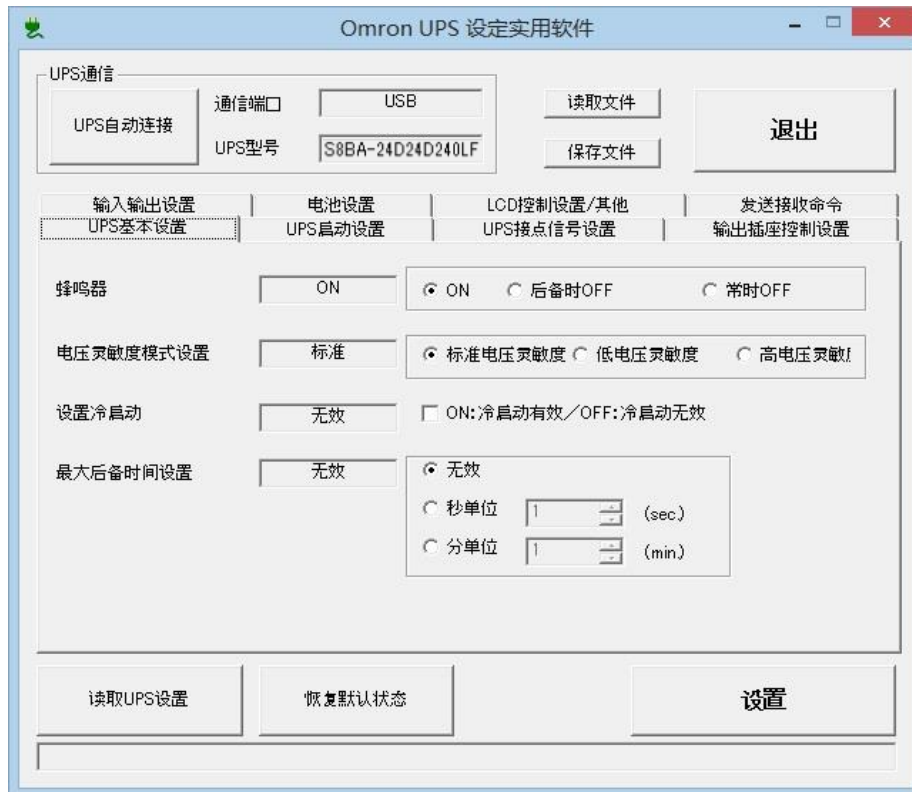 Omron UPS 设定实用软件
UPS通信
UPS自动连接
通信端口 USB
UPS型号 S8BA-24D24D240LF
读取文件
保存文件
退出
输入输出设置 电池设置 LCD控制设置/其他 发送接收命令
UPS基本设置 UPS启动设置 UPS接点信号设置 输出插座控制设置
蜂鸣器 ON ON 后备时OFF 常时OFF
电压灵敏度模式设置 标准 标准电压灵敏度 低电压灵敏度 高电压灵敏
设置冷启动 无效 ON:冷启动有效／OFF:冷启动无效
最大后备时间设置 无效 无效
秒单位 1 (sec.)
分单位 1 (min.)
读取UPS设置 恢复默认状态 设置